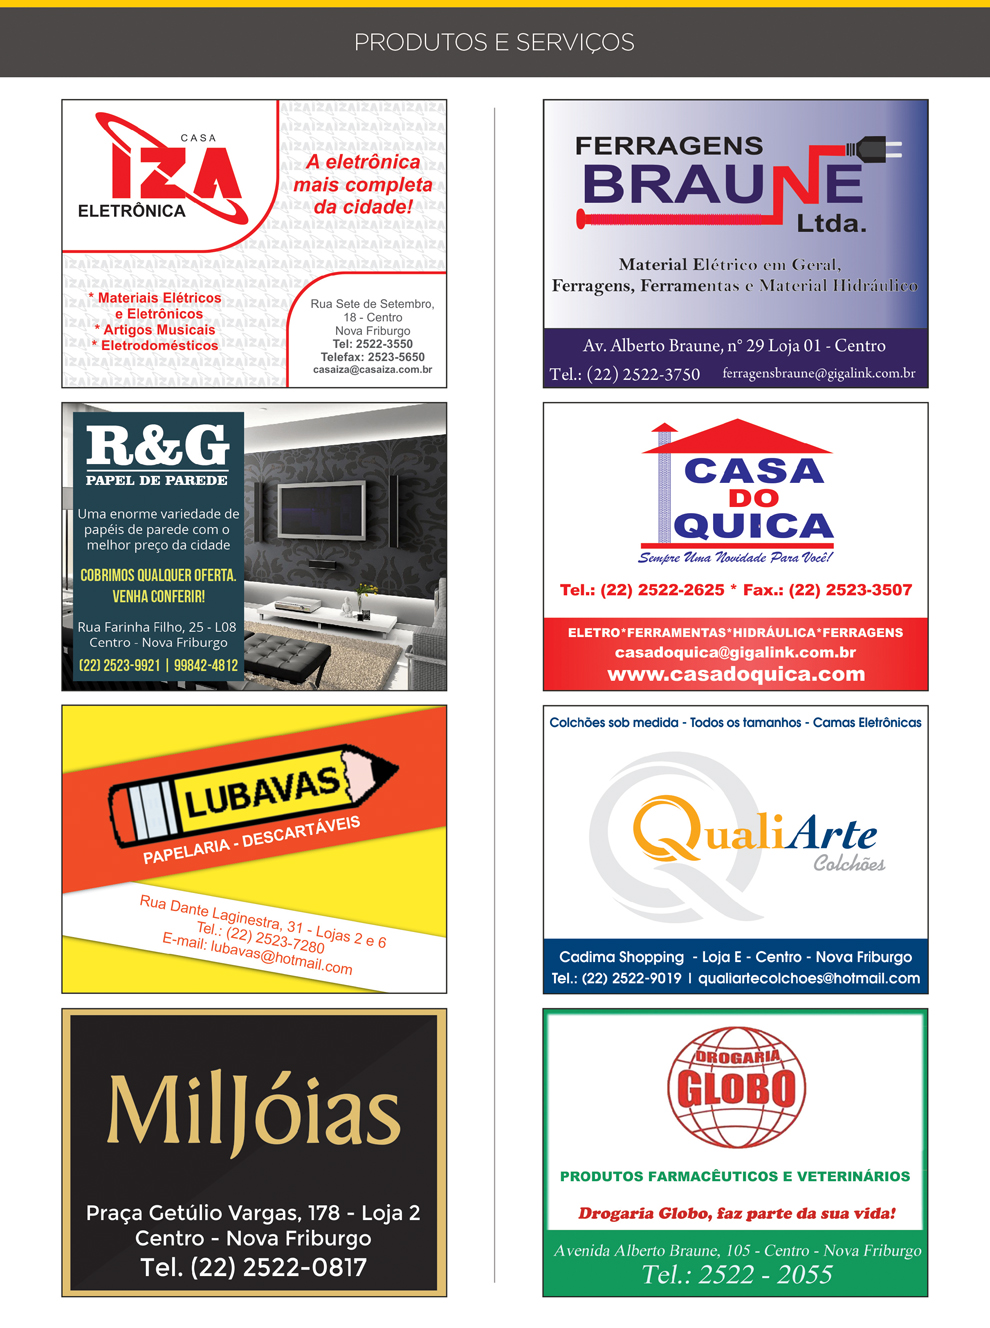 PRODUTOS E SERVIÇOS
CASA
IZA
ELETRÔNICA
A eletrônica
mais completa
da cidade!
* Materiais Elétricos
e Eletrônicos
* Artigos Musicais
* Eletrodomésticos
Rua Sete de Setembro,
18 - Centro
Nova Friburgo
Tel: 2522-3550
Telefax: 2523-5650
casaiza@casaiza.com.br
FERRAGENS
BRAUNE
Ltda.
Material Elétrico em Geral,
Ferragens, Ferramentas e Material Hidráulico
Av. Alberto Braune, n° 29 Loja 01 - Centro
Tel.: (22) 2522-3750 ferragensbraune@gigalink.com.br
R&G
PAPEL DE PAREDE
Uma enorme variedade de
papéis de parede com o
melhor preço da cidade
COBRIMOS QUALQUER OFERTA.
VENHA CONFERIR!
Rua Farinha Filho, 25 - L08
Centro - Nova Friburgo
(22) 2523-9921 | 99842-4812
CASA
DO
QUICA
Sempre Uma Novidade Para Você!
Tel.: (22) 2522-2625 * Fax.: (22) 2523-3507
ELETRO*FERRAMENTAS*HIDRÁULICA*FERRAGENS
casadoquica@gigalink.com.br
www.casadoquica.com
LUBAVAS
PAPELARIA - DESCARTÁVEIS
Rua Dante Laginestra, 31 - Lojas 2 e 6
Tel.: (22) 2523-7280
E-mail: lubavas@hotmail.com
Colchões sob medida - Todos os tamanhos - Camas Eletrônicas
QualiArte
Colchões
Cadima Shopping - Loja E - Centro - Nova Friburgo
Tel.: (22) 2522-9019 | qualiartecolchoes@hotmail.com
MilJóias
Praça Getúlio Vargas, 178 - Loja 2
Centro - Nova Friburgo
Tel. (22) 2522-0817
DROGARIA
GLOBO
PRODUTOS FARMACÊUTICOS E VETERINÁRIOS
Drogaria Globo, faz parte da sua vida!
Avenida Alberto Braune, 105 - Centro - Nova Friburgo
Tel.: 2522 - 2055